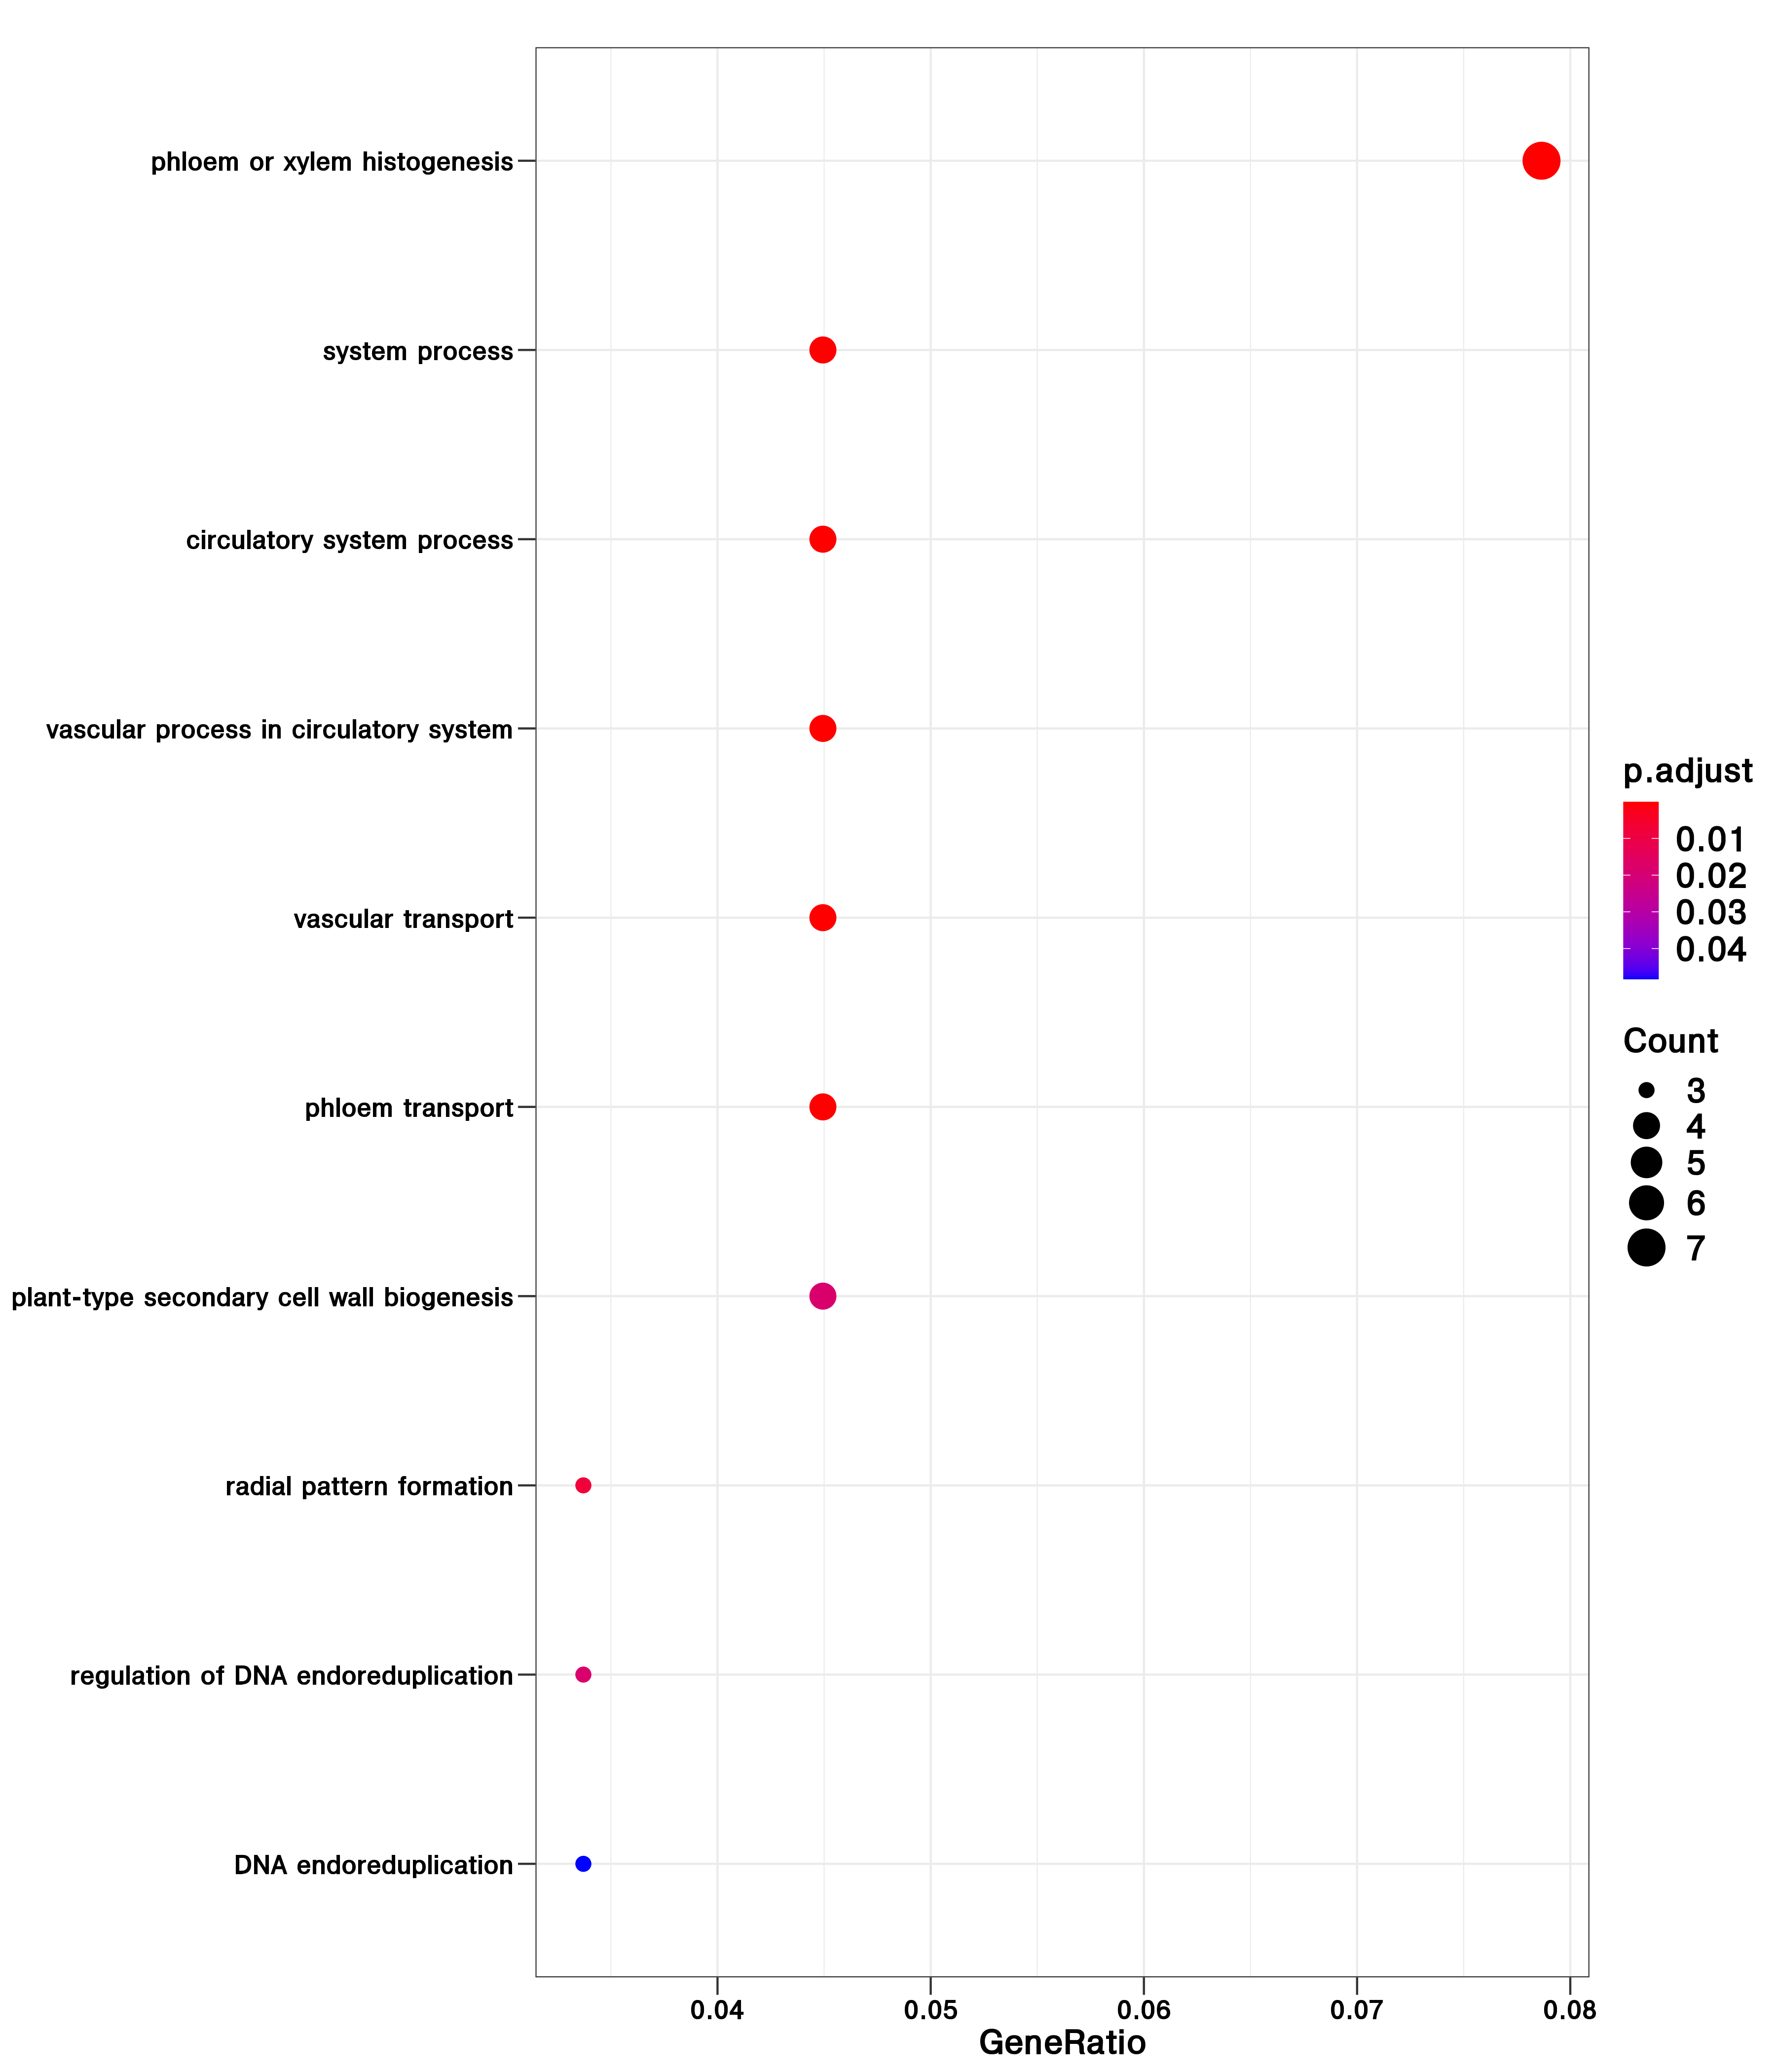 phloem or xylem histogenesis
system process
circulatory system process
vascular process in circulatory system
vascular transport
phloem transport
plant-type secondary cell wall biogenesis
radial pattern formation
regulation of DNA endoreduplication
DNA endoreduplication
0.04 0.05 0.06 0.07 0.08
GeneRatio
p.adjust
0.01
0.02
0.03
0.04
Count
3
4
5
6
7